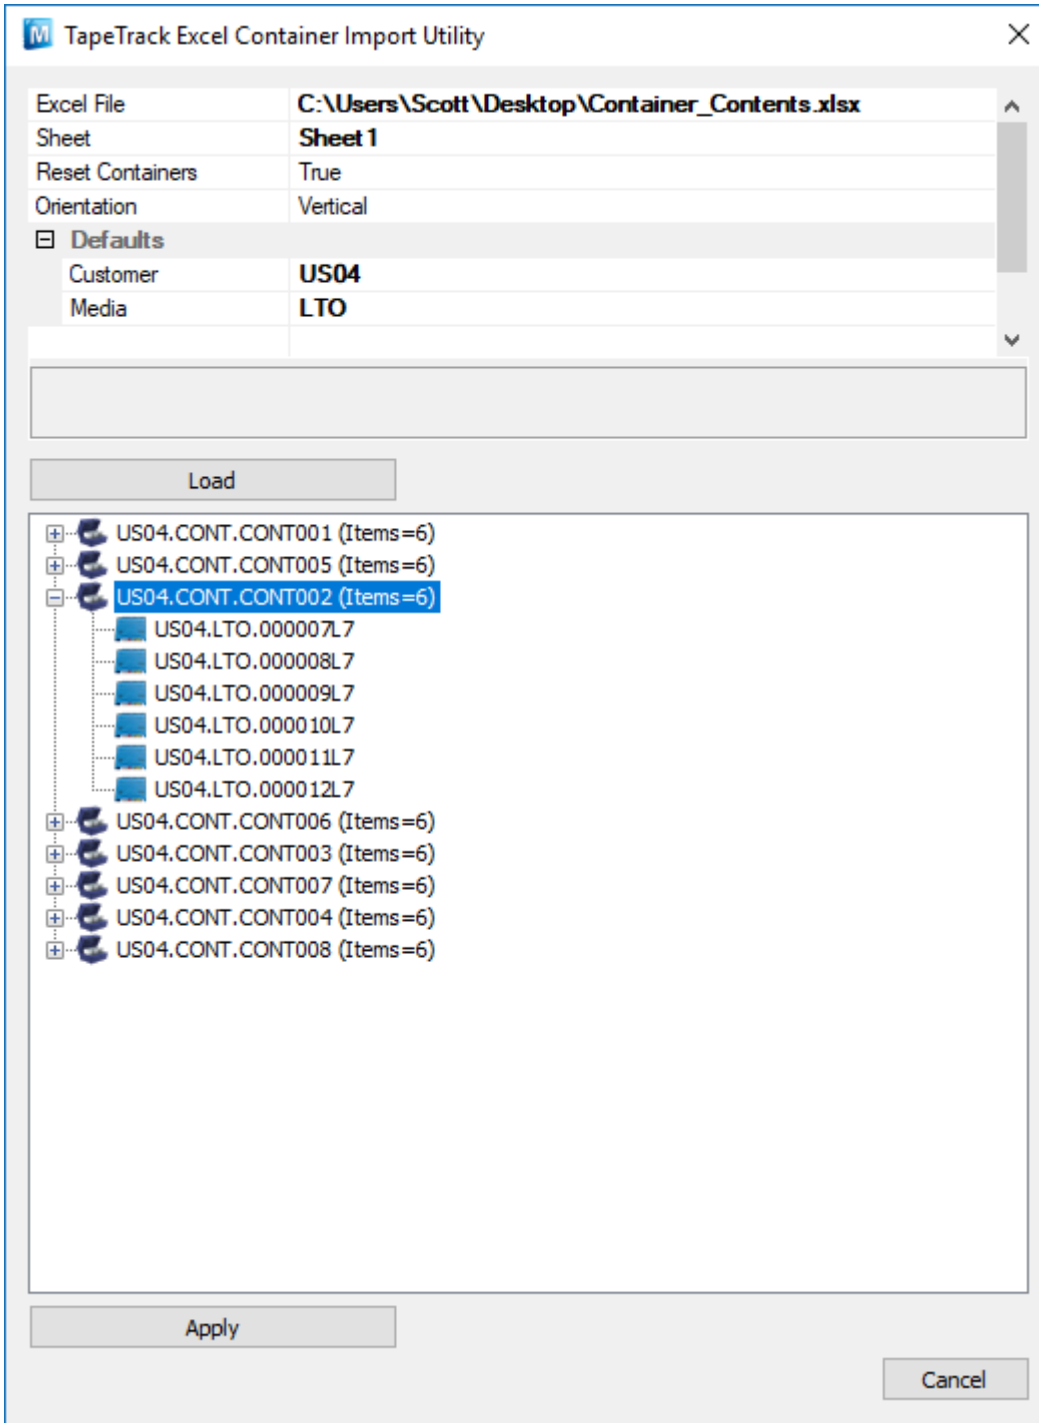 TapeTrack Excel Container Import Utility
Excel File C:\Users\Scott\Desktop\Container_Contents.xlsx
Sheet Sheet1
Reset Containers True
Orientation Vertical
Defaults
Customer US04
Media LTO
Load
US04.CONT.CONT001 (Items=6)
US04.CONT.CONT005 (Items=6)
US04.CONT.CONT002 (Items=6)
US04.LTO.000007L7
US04.LTO.000008L7
US04.LTO.000009L7
US04.LTO.000010L7
US04.LTO.000011L7
US04.LTO.000012L7
US04.CONT.CONT006 (Items=6)
US04.CONT.CONT003 (Items=6)
US04.CONT.CONT007 (Items=6)
US04.CONT.CONT004 (Items=6)
US04.CONT.CONT008 (Items=6)
Apply
Cancel